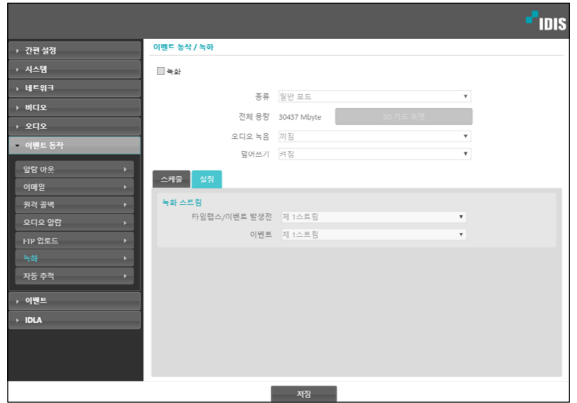 IDIS
간편 설정
시스템
네트워크
비디오
오디오
이벤트 동작
알람 아웃
이메일
원격 콜백
오디오 알람
FTP 업로드
녹화
자동 추적
이벤트
IDLA
이벤트 동작 / 녹화
녹화
종류 일반 모드
전체 용량 30437 Mbyte SD 카드 포맷
오디오 녹음 꺼짐
덮어쓰기 켜짐
스케줄 설정
녹화 스트림
타임랩스/이벤트 발생전 제 1스트림
이벤트 제 1스트림
저장